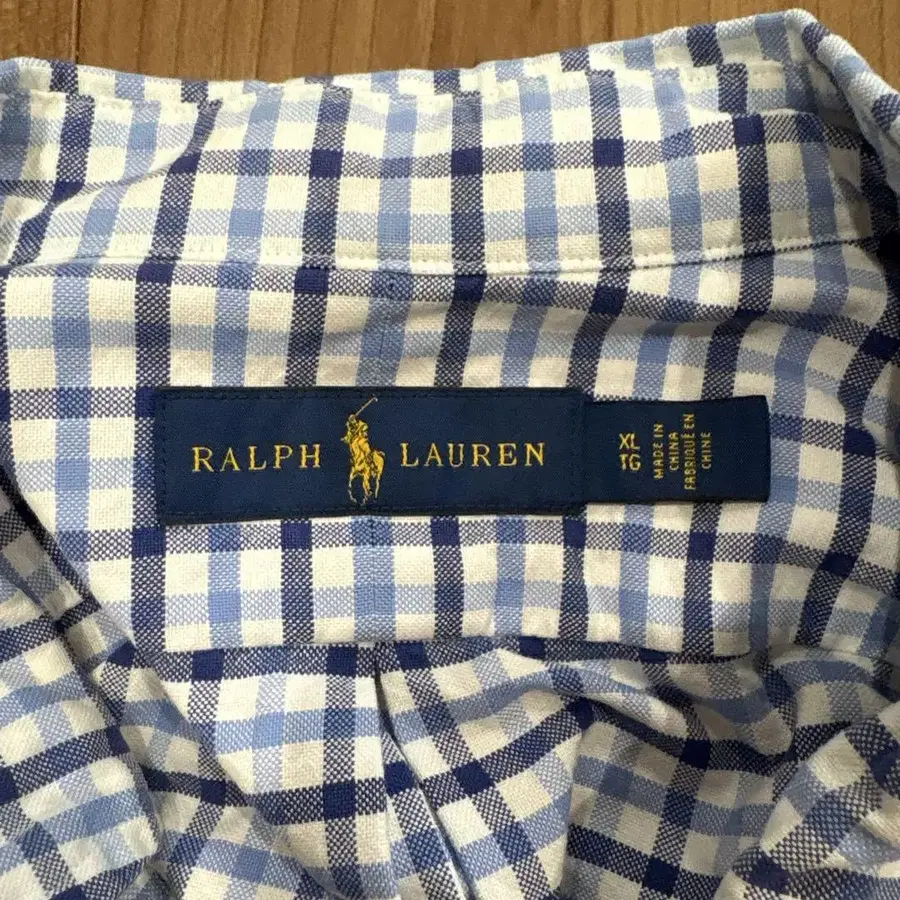 RALPH LAUREN
XL
TG
MADE IN
CHINA
FABRIQUÉ EN
CHINE